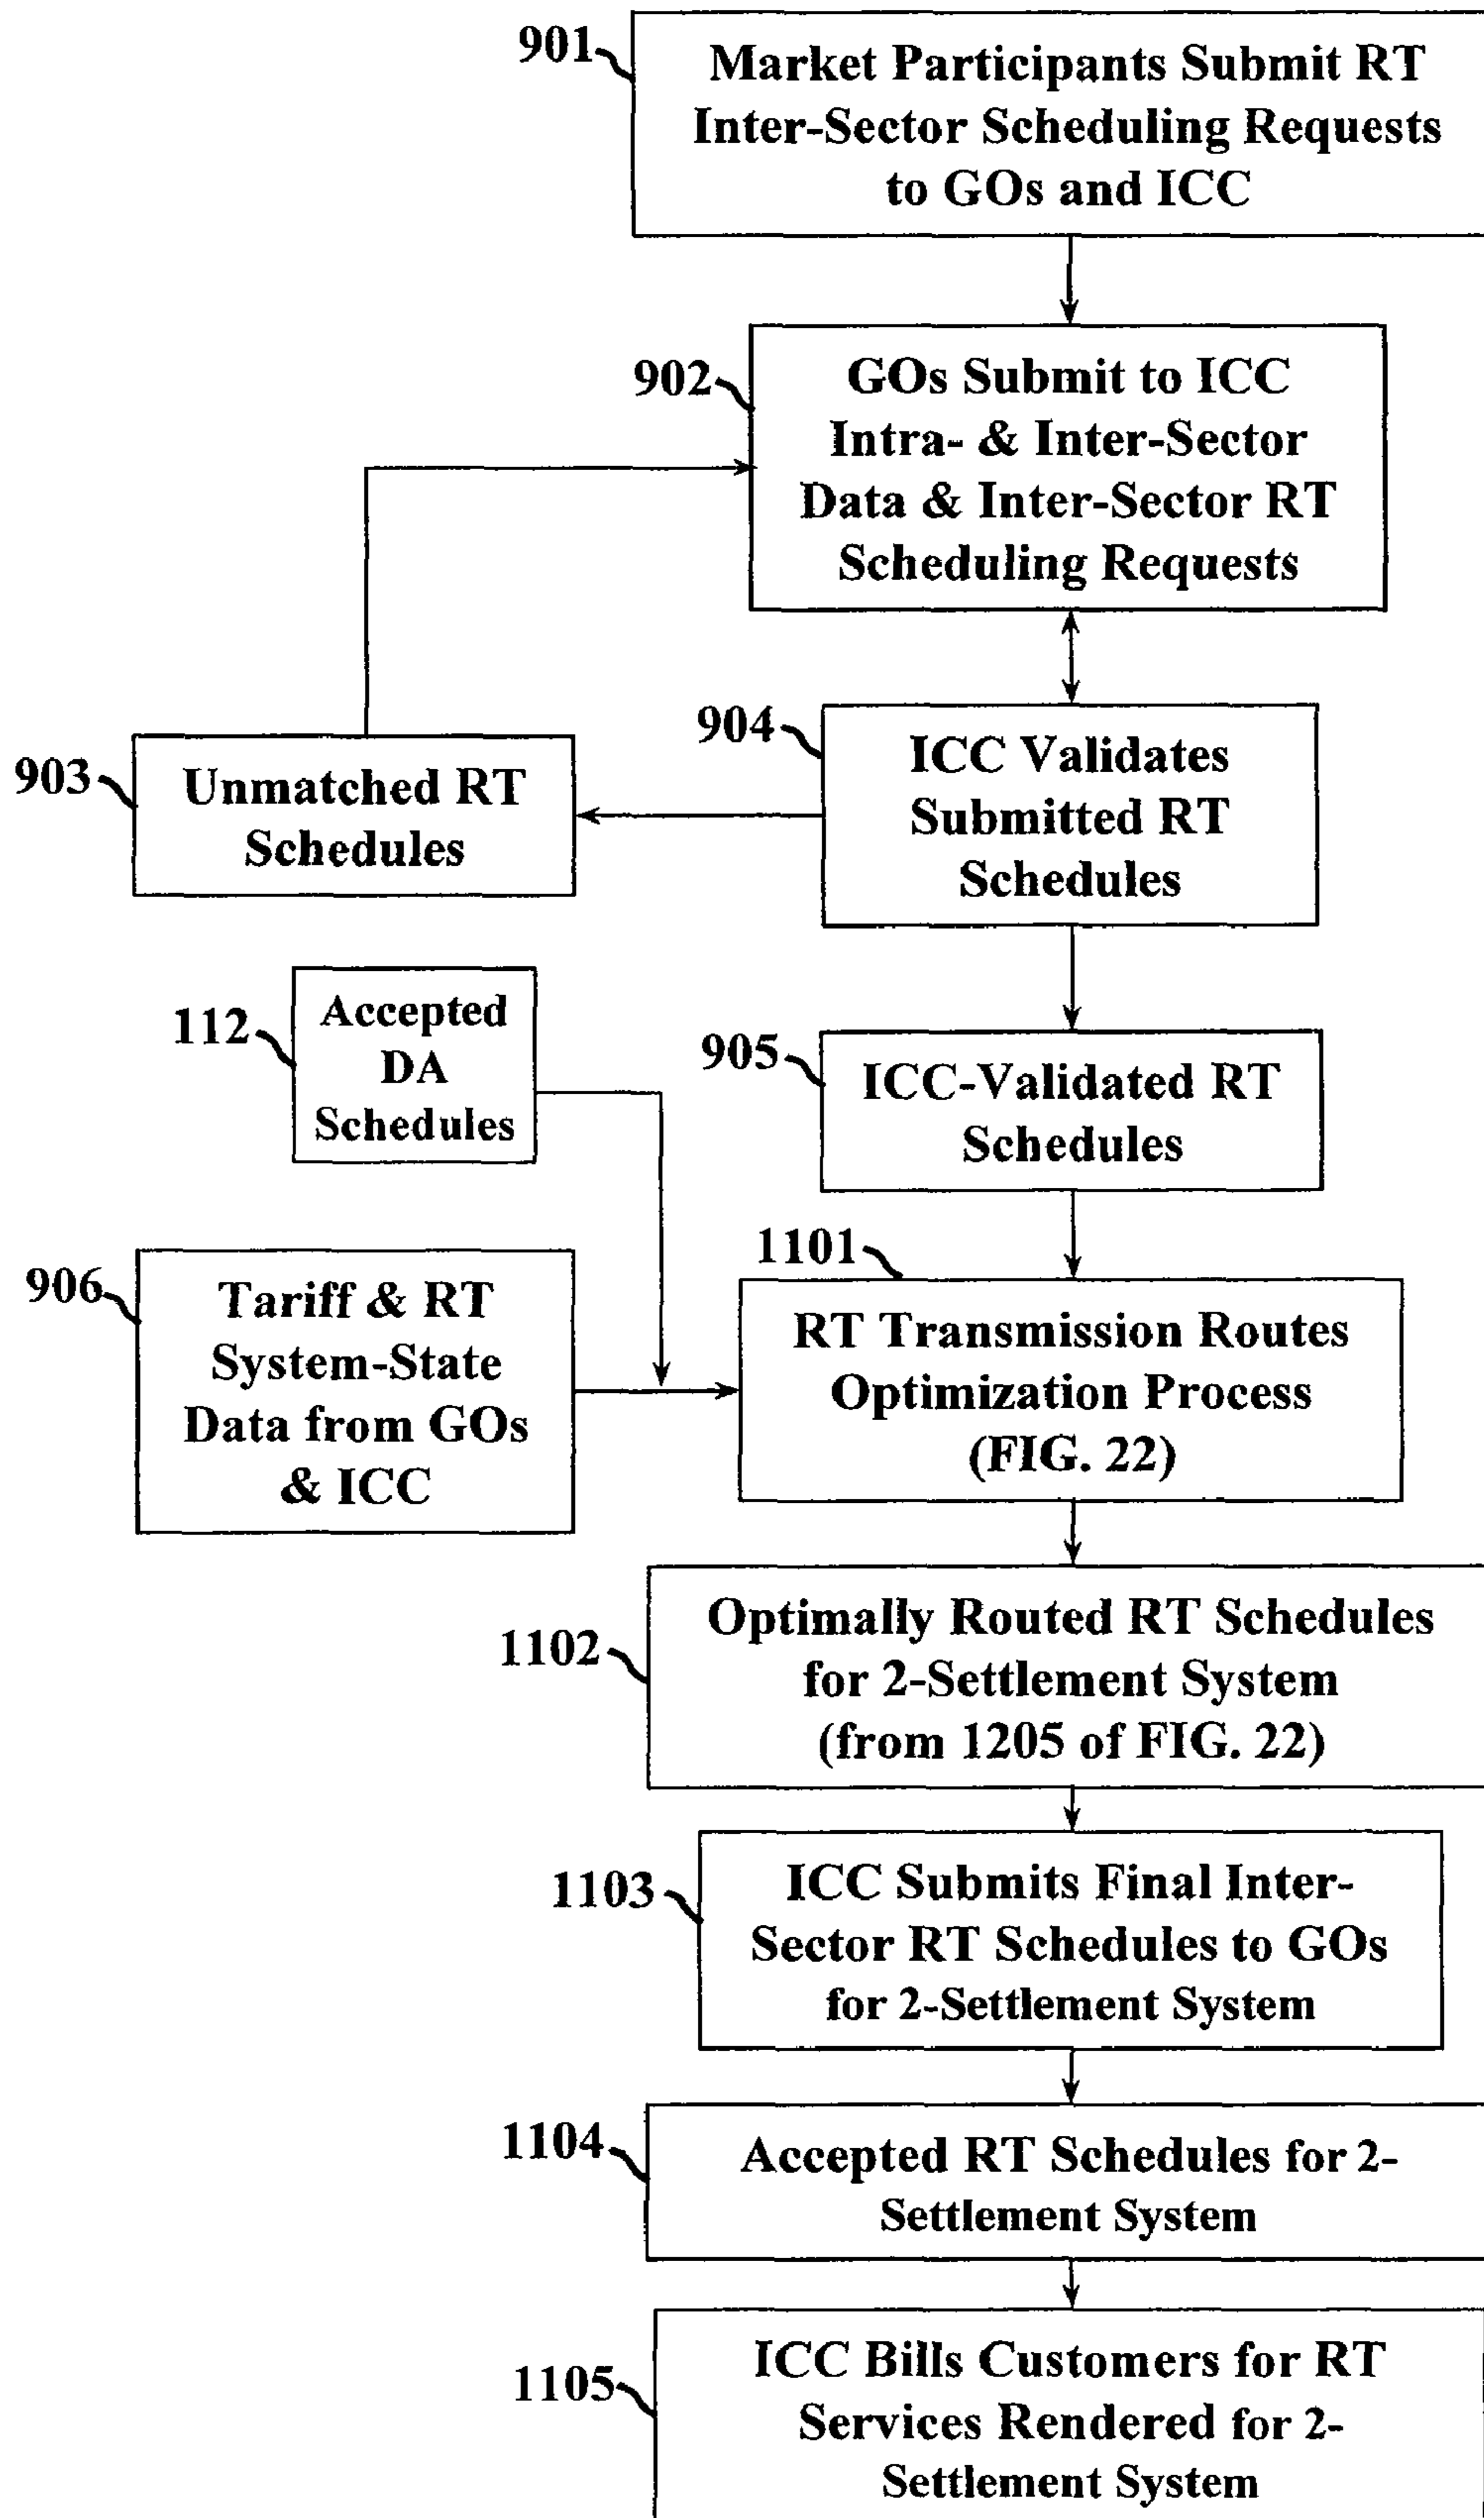 901
Market Participants Submit RT
Inter-Sector Scheduling Requests
to GOs and ICC
902
GOs Submit to ICC
Intra- & Inter-Sector
Data & Inter-Sector RT
Scheduling Requests
903
Unmatched RT
Schedules
904
ICC Validates
Submitted RT
Schedules
112
Accepted
DA
Schedules
905
ICC-Validated RT
Schedules
906
Tariff & RT
System-State
Data from GOs
& ICC
1101
RT Transmission Routes
Optimization Process
(FIG. 22)
1102
Optimally Routed RT Schedules
for 2-Settlement System
(from 1205 of FIG. 22)
1103
ICC Submits Final Inter-
Sector RT Schedules to GOs
for 2-Settlement System
1104
Accepted RT Schedules for 2-
Settlement System
1105
ICC Bills Customers for RT
Services Rendered for 2-
Settlement System